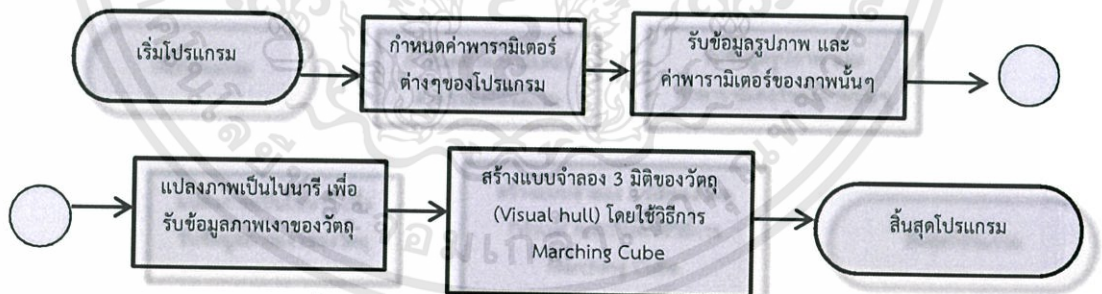 เริ่มโปรแกรม
กำหนดค่าพารามิเตอร์
ต่างๆของโปรแกรม
รับข้อมูลรูปภาพ และ
ค่าพารามิเตอร์ของภาพนั้นๆ
แปลงภาพเป็นไบนารี เพื่อ
รับข้อมูลภาพเงาของวัตถุ
สร้างแบบจำลอง 3 มิติของวัตถุ
(Visual hull) โดยใช้วิธีการ
Marching Cube
สิ้นสุดโปรแกรม